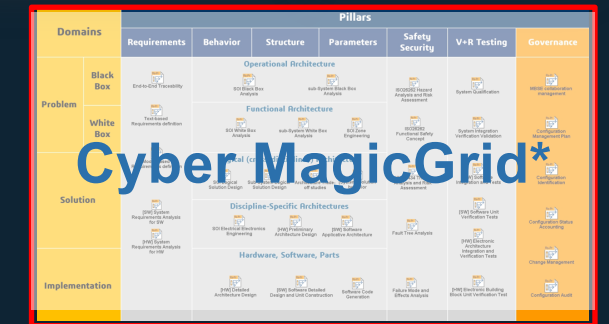 Pillars
Domains
Requirements
Behavior
Structure
Parameters
Safety
Security
V+R Testing
Governance
Problem
Black
Box
Operational Architecture
End-to-End Traceability
SOI Black Box
Analysis
sub-System Black Box
Analysis
ISO26262 Hazard
Analysis and Risk
Assessment
System Qualification
MBSE collaboration
management
White
Box
Functional Architecture
Text-based
Requirements definition
SOI White Box
Analysis
sub-System White Box
Analysis
SOI Zone
Engineering
ISO26262
Functional Safety
Concept
System Integration
Verification Validation
Configuration
Management Plan
Cyber MagicGrid*
Solution
Solution Design
Solution Design
Assessment
Configuration
Identification
Discipline-Specific Architectures
[SW] System
Requirements Analysis
for SW
[HW] System
Requirements Analysis
for HW
SOI Electrical Electronics
Engineering
[HW] Preliminary
Architecture Design
[SW] Software
Applicative Architecture
Fault Tree Analysis
[SW] Software Unit
Verification Tests
[HW] Electronic
Architecture
Integration and
Verification Tests
Configuration Status
Accounting
Change Management
Implementation
Hardware, Software, Parts
[HW] Detailed
Architecture Design
[SW] Software Detailed
Design and Unit Construction
Software Code
Generation
Failure Mode and
Effects Analysis
[HW] Electronic Building
Block Unit Verification Test
Configuration Audit